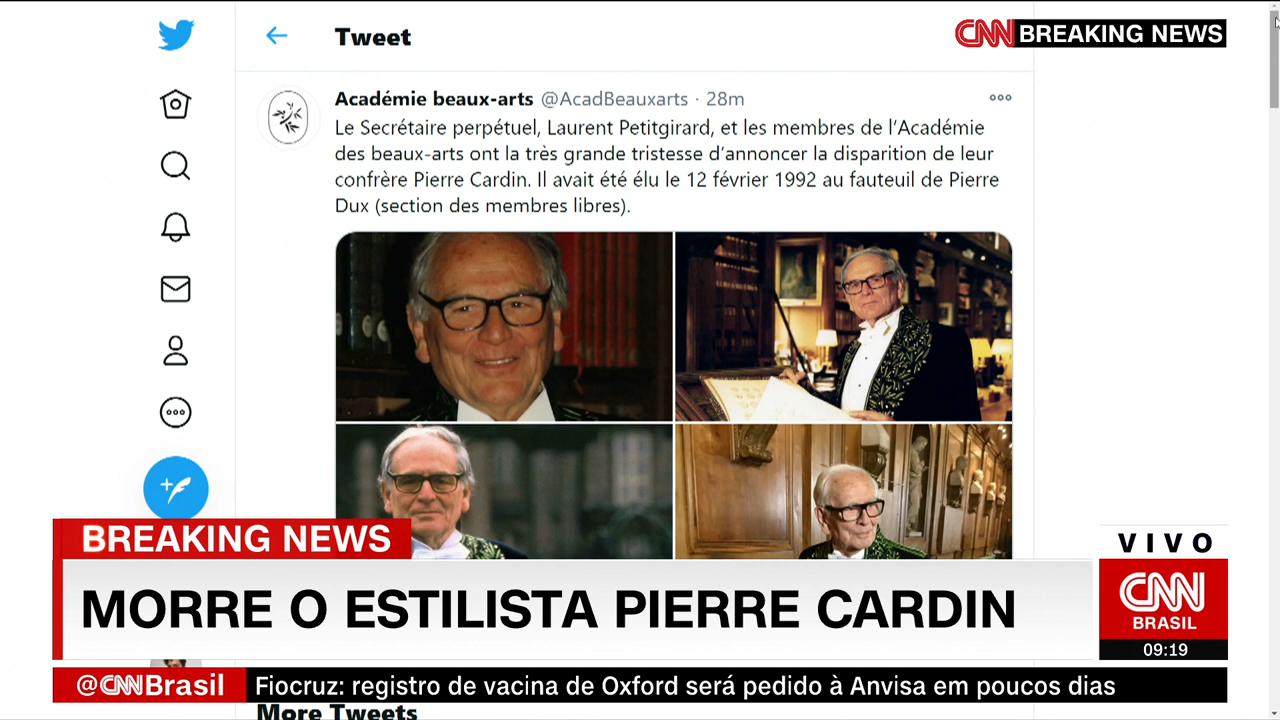 Tweet
CNN BREAKING NEWS
Académie beaux-arts @AcadBeauxarts · 28m
Le Secrétaire perpétuel, Laurent Petitgirard, et les membres de l'Académie
des beaux-arts ont la très grande tristesse d'annoncer la disparition de leur
confrère Pierre Cardin. Il avait été élu le 12 février 1992 au fauteuil de Pierre
Dux (section des membres libres).
BREAKING NEWS
MORRE O ESTILISTA PIERRE CARDIN
VIVO
CNN
BRASIL
09:19
@CNNBrasil Fiocruz: registro de vacina de Oxford será pedido à Anvisa em poucos dias
More Tweets